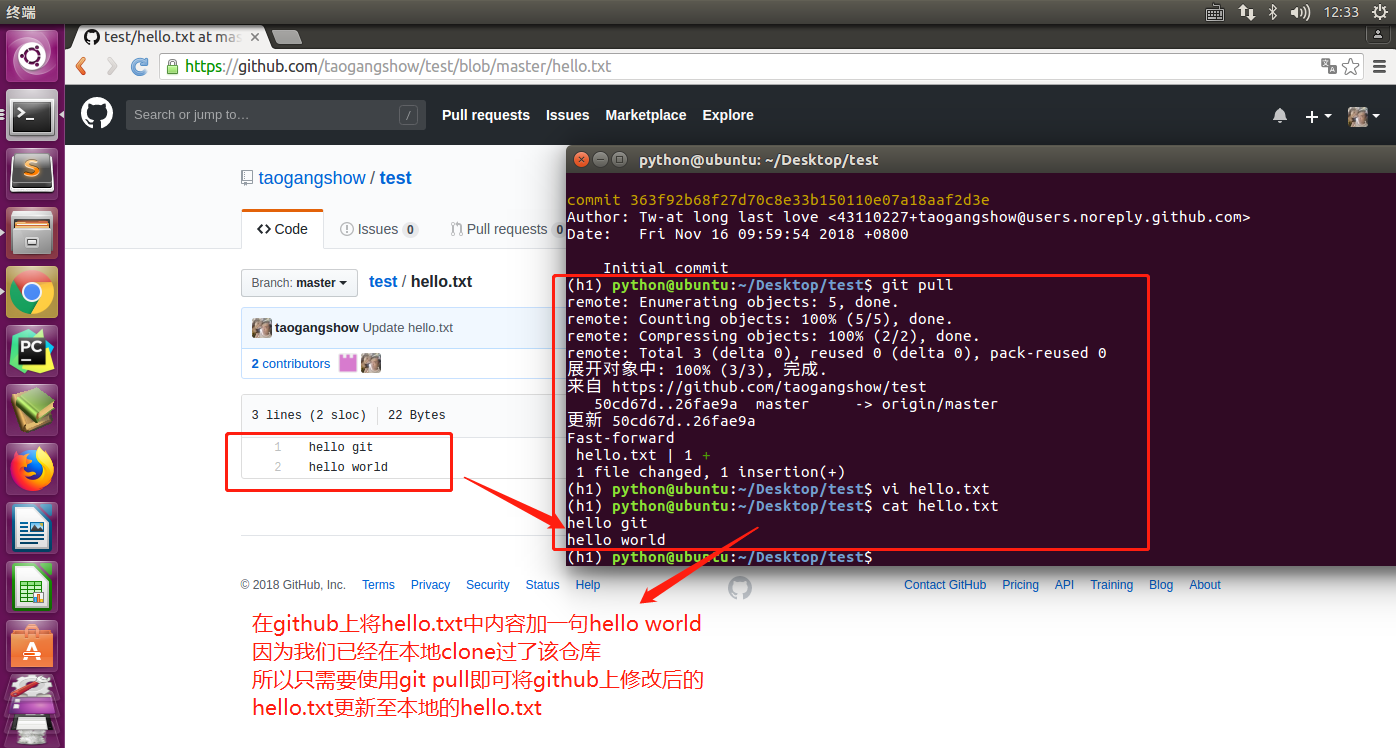 终端
12:33
test/hello.txt at mas
https://github.com/taogangshow/test/blob/master/hello.txt
Search or jump to…
/
Pull requests
Issues
Marketplace
Explore
taogangshow / test
Code
Issues 0
Pull requests 0
Branch: master
test / hello.txt
taogangshow Update hello.txt
2 contributors
3 lines (2 sloc)
22 Bytes
1 hello git
2 hello world
python@ubuntu: ~/Desktop/test
commit 363f92b68f27d70c8e33b150110e07a18aaf2d3e
Author: Tw-at long last love <43110227+taogangshow@users.noreply.github.com>
Date:   Fri Nov 16 09:59:54 2018 +0800
Initial commit
(h1) python@ubuntu:~/Desktop/test$ git pull
remote: Enumerating objects: 5, done.
remote: Counting objects: 100% (5/5), done.
remote: Compressing objects: 100% (2/2), done.
remote: Total 3 (delta 0), reused 0 (delta 0), pack-reused 0
展开对象中: 100% (3/3), 完成.
来自 https://github.com/taogangshow/test
50cd67d..26fae9a  master     -> origin/master
更新 50cd67d..26fae9a
Fast-forward
hello.txt | 1 +
1 file changed, 1 insertion(+)
(h1) python@ubuntu:~/Desktop/test$ vi hello.txt
(h1) python@ubuntu:~/Desktop/test$ cat hello.txt
hello git
hello world
(h1) python@ubuntu:~/Desktop/test$
© 2018 GitHub, Inc.
Terms
Privacy
Security
Status
Help
Contact GitHub
Pricing
API
Training
Blog
About
在github上将hello.txt中内容加一句hello world
因为我们已经在本地clone过了该仓库
所以只需要使用git pull即可将github上修改后的
hello.txt更新至本地的hello.txt